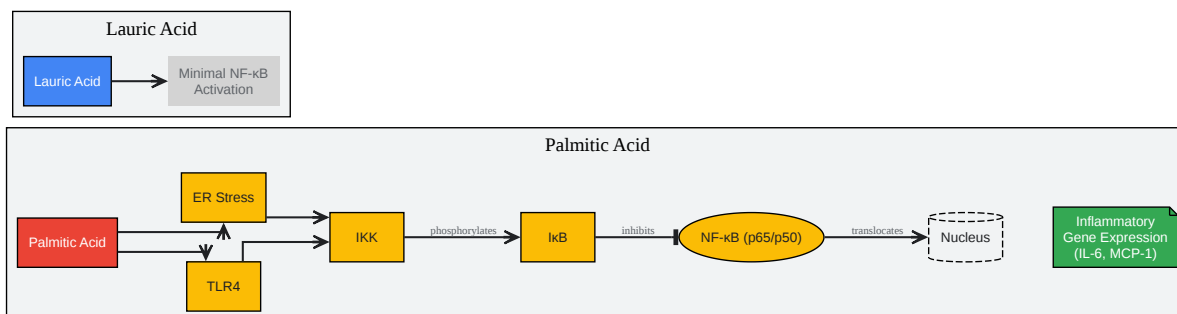 Lauric Acid
Lauric Acid
Minimal NF-κB
Activation
Palmitic Acid
Palmitic Acid
ER Stress
TLR4
IKK
phosphorylates
IκB
inhibits
NF-κB (p65/p50)
translocates
Nucleus
Inflammatory
Gene Expression
(IL-6, MCP-1)